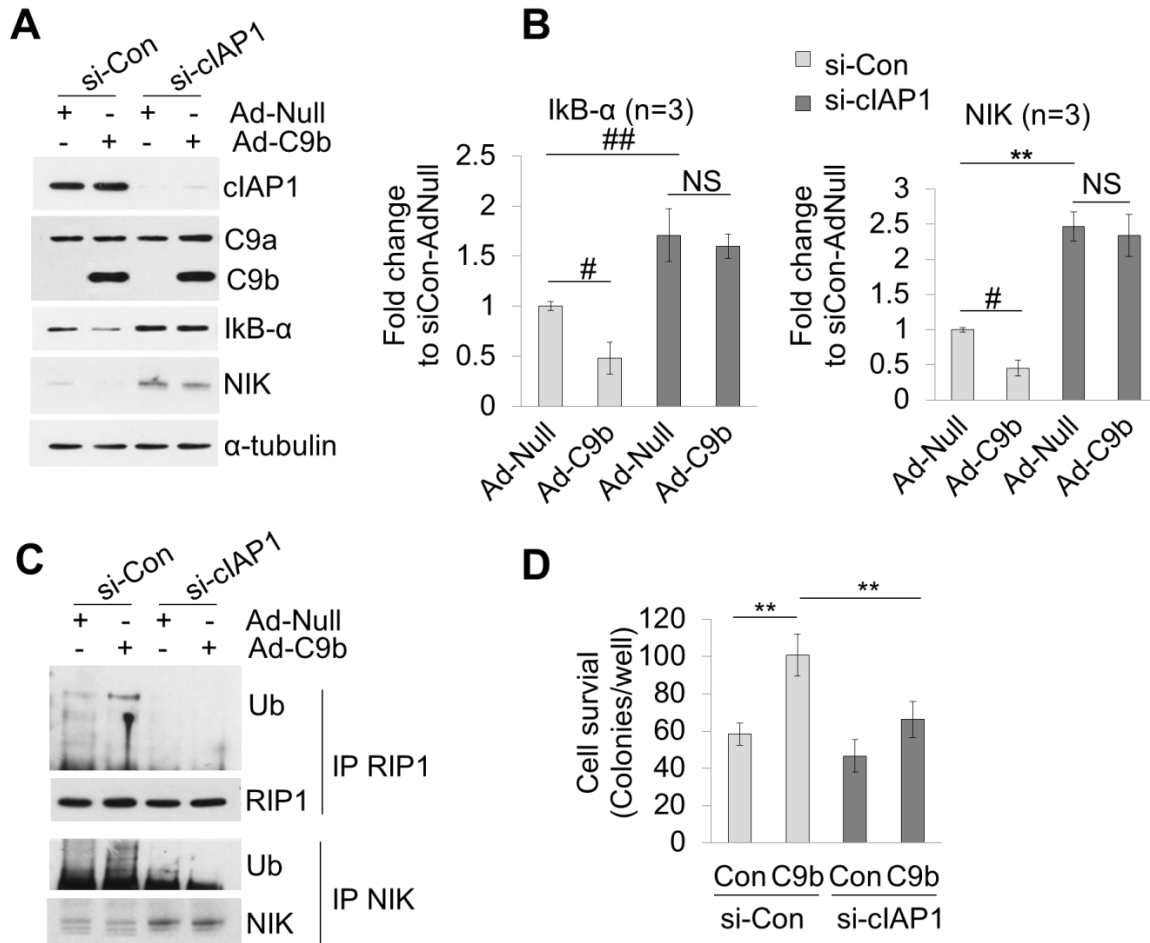 A
si-Con
si-cIAP1
+ - + - Ad-Null
- + - + Ad-C9b
cIAP1
C9a
C9b
IkB-α
NIK
α-tubulin
B
si-Con
si-cIAP1
IkB-α (n=3)
Fold change
to siCon-AdNull
2.5
2
1.5
1
0.5
0
##
#
NS
Ad-Null
Ad-C9b
Ad-Null
Ad-C9b
NIK (n=3)
Fold change
to siCon-AdNull
3
2.5
2
1.5
1
0.5
0
**
#
NS
Ad-Null
Ad-C9b
Ad-Null
Ad-C9b
C
si-Con
si-cIAP1
+ - + - Ad-Null
- + - + Ad-C9b
Ub
RIP1
IP RIP1
Ub
NIK
IP NIK
D
Cell survial
(Colonies/well)
120
100
80
60
40
20
0
**
**
Con C9b Con C9b
si-Con si-cIAP1